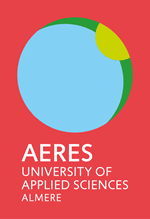 AERES
UNIVERSITY OF
APPLIED SCIENCES
ALMERE